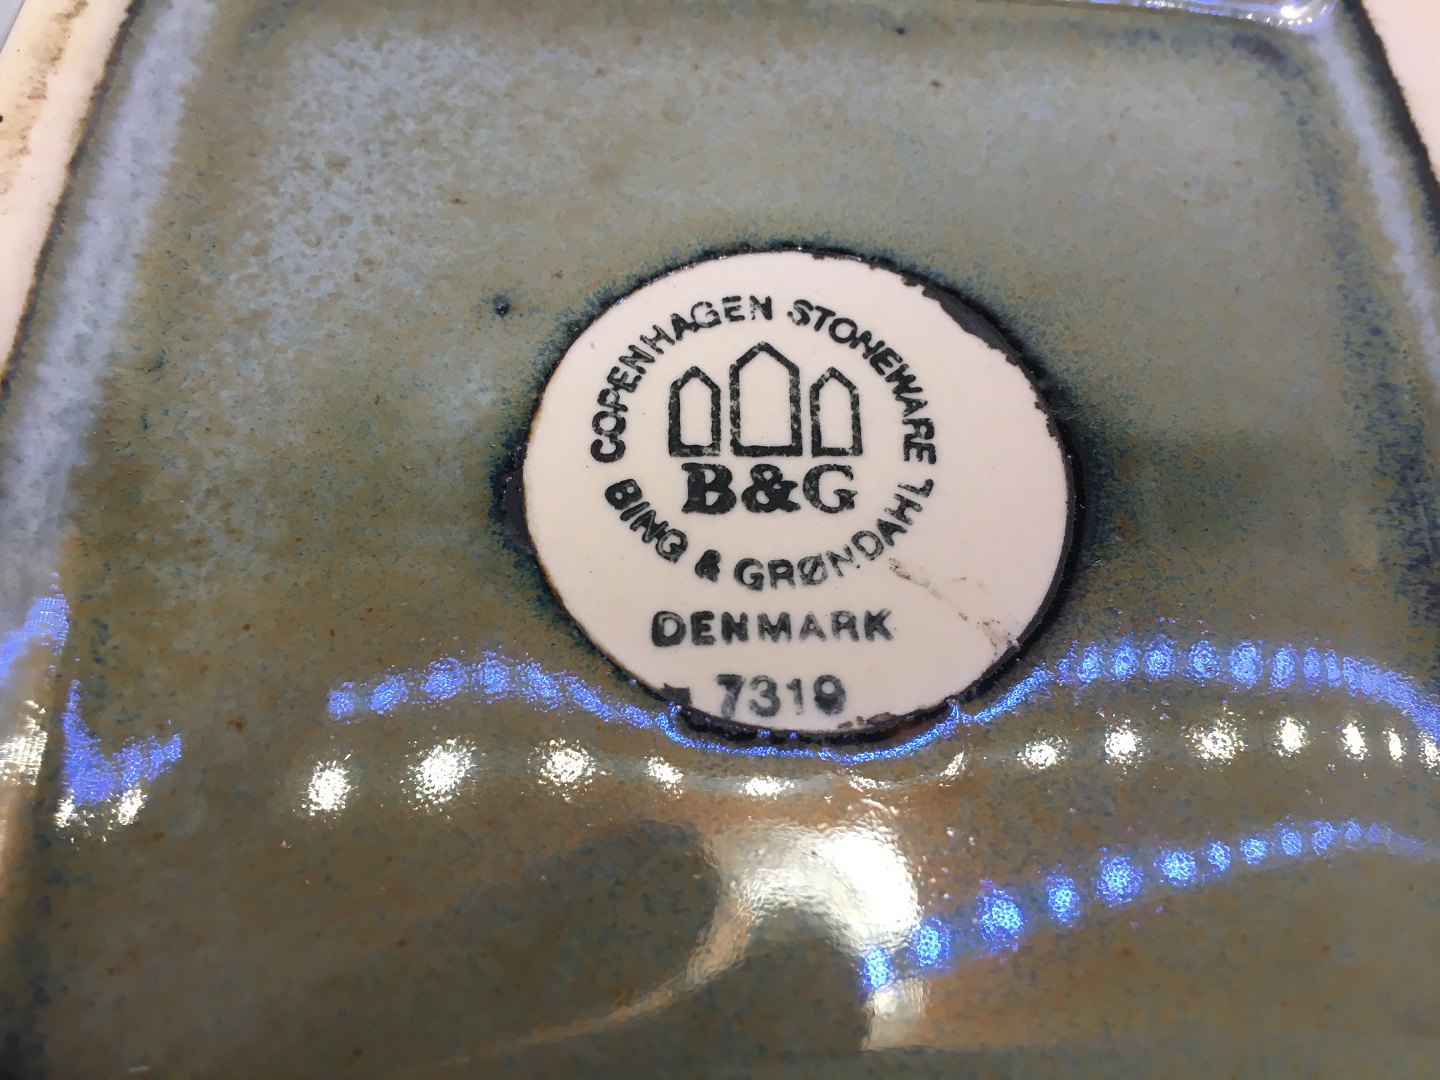 COPENHAGEN STONEWARE
B&G
BING & GRØNDAHL
DENMARK
7319